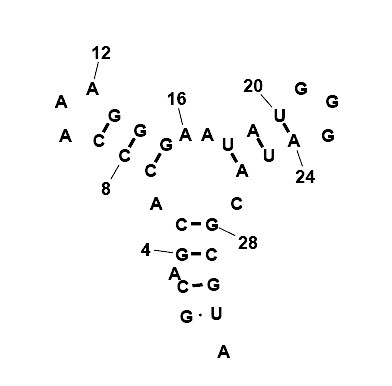 12
A 20 G
A 16 G
G U
A C G G A A U A A G
C U
C A 24
8
A C
C G
28
4 G C
A
C G
G · U
A